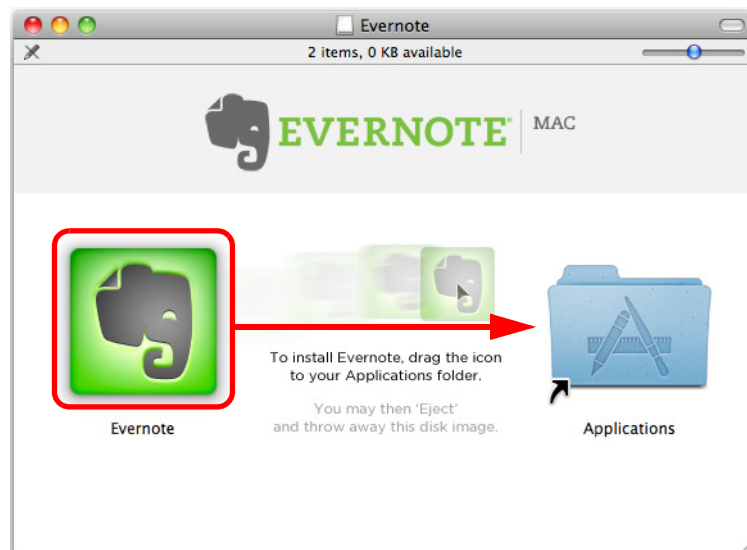 Evernote
2 items, 0 KB available
EVERNOTE® MAC
To install Evernote, drag the icon
to your Applications folder.
You may then 'Eject'
and throw away this disk image.
Evernote
Applications